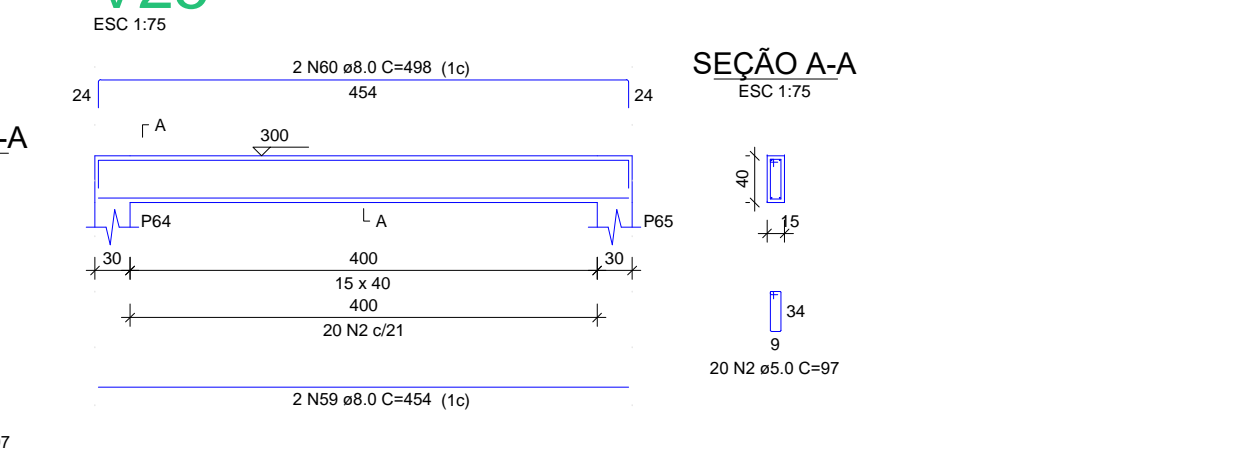 ESC 1:75
2 N60 ø8.0 C=498 (1c)
24
454
24
SEÇÃO A-A
ESC 1:75
-A
A
300
40
15
P64
A
P65
30
400
30
15 x 40
400
20 N2 c/21
34
9
20 N2 ø5.0 C=97
2 N59 ø8.0 C=454 (1c)